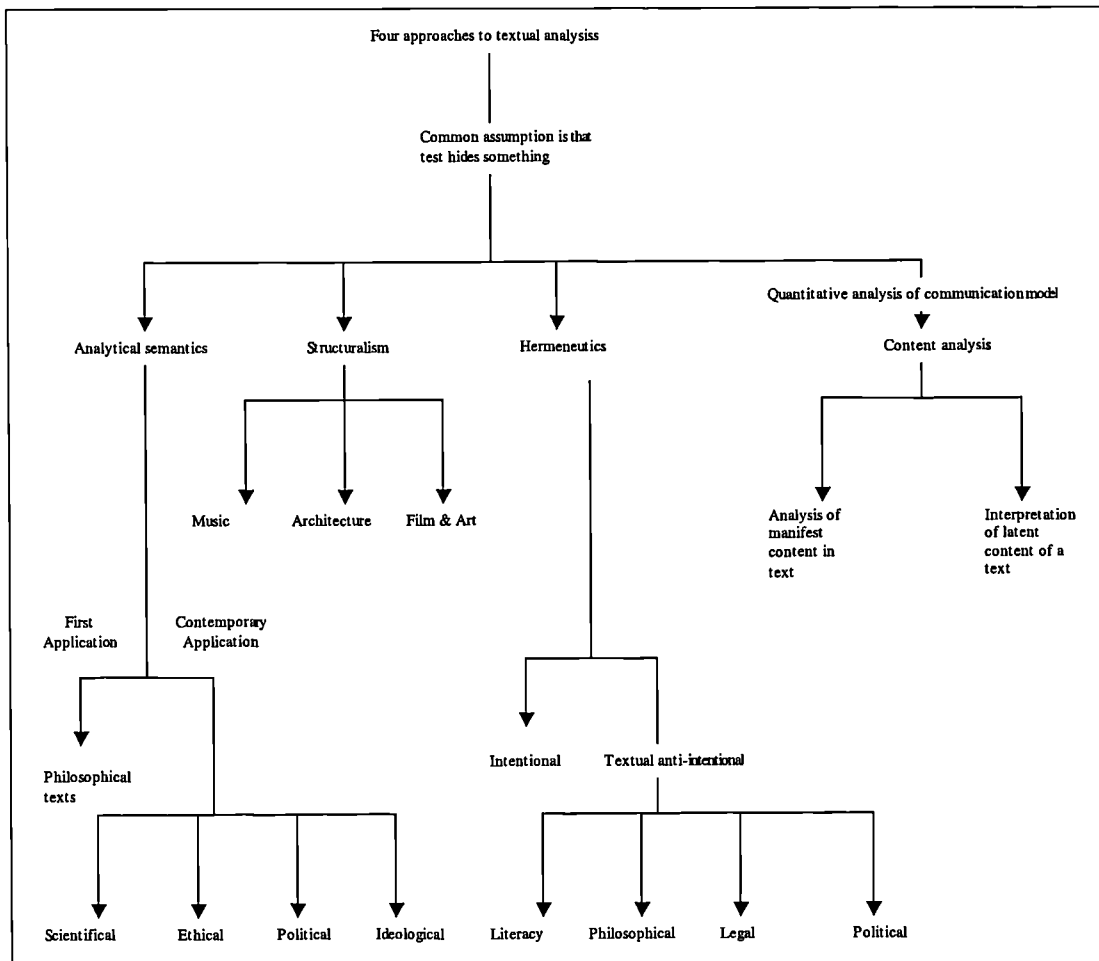 Four approaches to textual analysiss
Common assumption is that
test hides something
Quantitative analysis of communication model
Analytical semantics
Structuralism
Hermeneutics
Content analysis
Music
Architecture
Film & Art
Analysis of
manifest
content in
text
Interpretation
of latent
content of a
text
First
Application
Contemporary
Application
Intentional
Textual anti-intentional
Philosophical
texts
Scientifical
Ethical
Political
Ideological
Literacy
Philosophical
Legal
Political